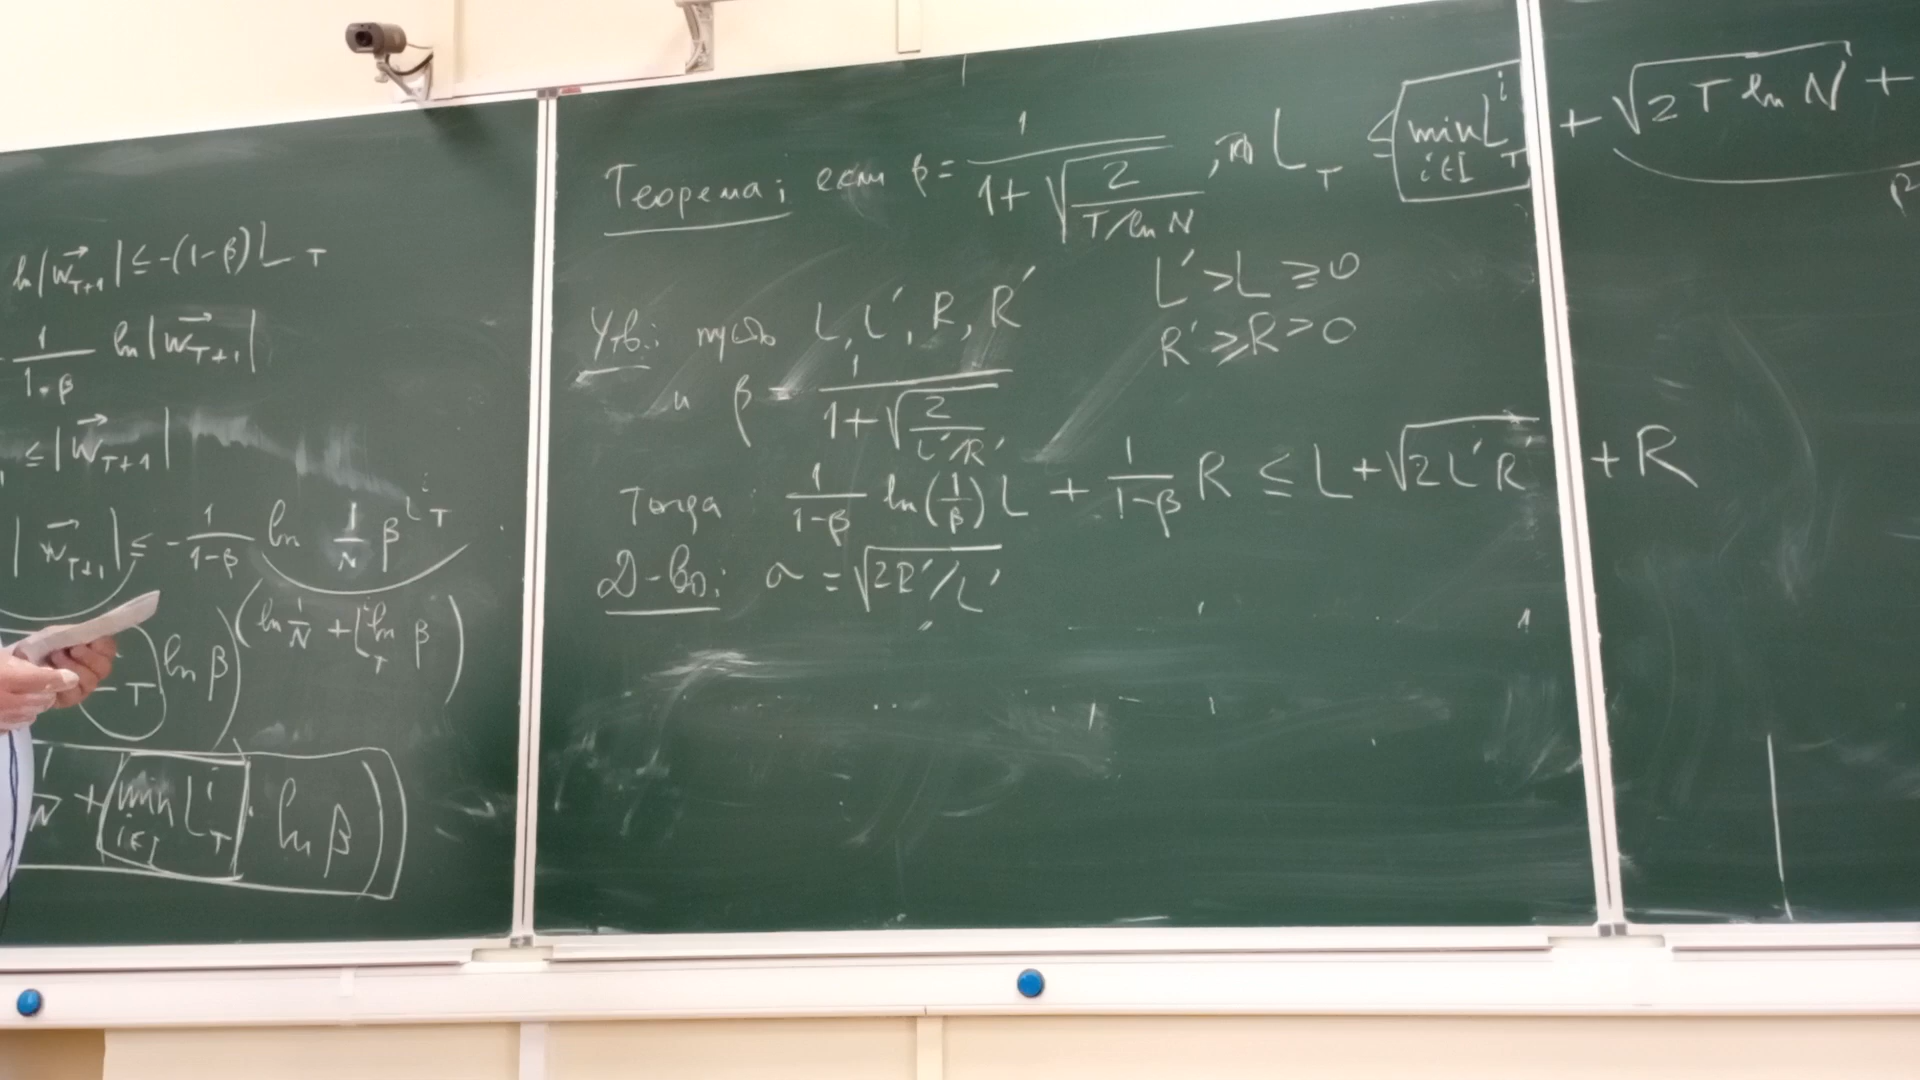 ln|w⃗_{T+1}| ≤ -(1-β)L_T
1/(1-β) ln|w⃗_{T+1}|
≤ |w⃗_{T+1}|
|w⃗_{T+1}| ≤ -1/(1-β) ln 1/N β^{L^i_T}
ln β) (ln 1/N + L^i_T ln β)
-T
1/N + min_{i∈I} L^i_T · ln β)
Теорема: если β = 1/(1+√(2/(T/ln N))), то L_T ≤ min_{i∈I} L^i_T + √(2T ln N) +
Утв.: пусть L, L', R, R' L' > L ≥ 0
R' ≥ R > 0
и β = 1/(1+√(2/(L'/R')))
Тогда 1/(1-β) ln(1/β) L + 1/(1-β) R ≤ L + √(2L'R') + R
Д-во: a = √(2R'/L')